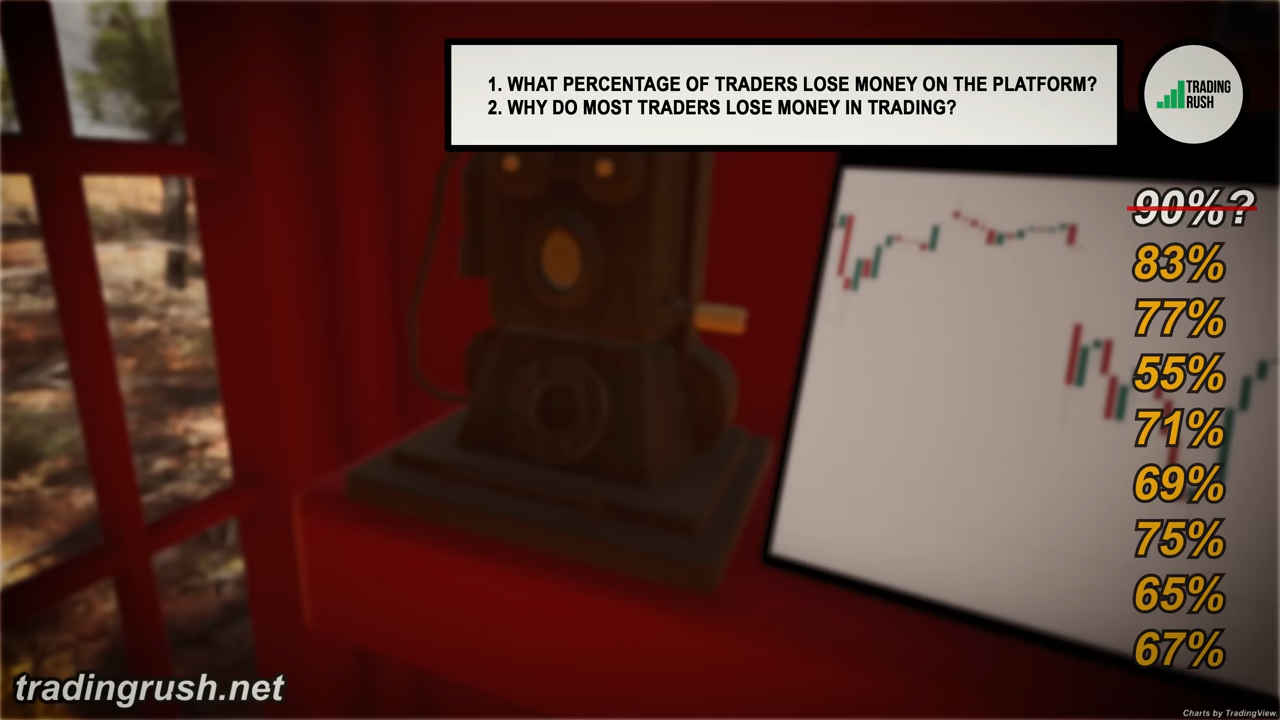 1. WHAT PERCENTAGE OF TRADERS LOSE MONEY ON THE PLATFORM?
2. WHY DO MOST TRADERS LOSE MONEY IN TRADING?
TRADING
RUSH
90%?
83%
77%
55%
71%
69%
75%
65%
67%
tradingrush.net
Charts by TradingView.